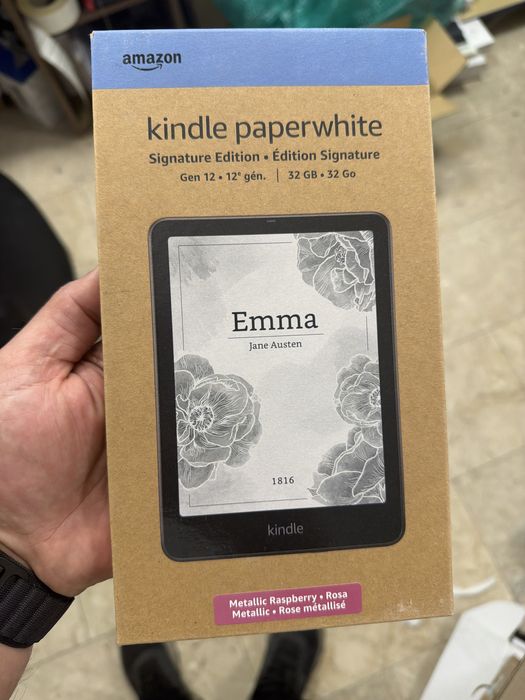 amazon
kindle paperwhite
Signature Edition • Édition Signature
Gen 12 • 12ᵉ gén. | 32 GB • 32 Go
Emma
Jane Austen
1816
kindle
Metallic Raspberry • Rosa
Metallic • Rose métallisé